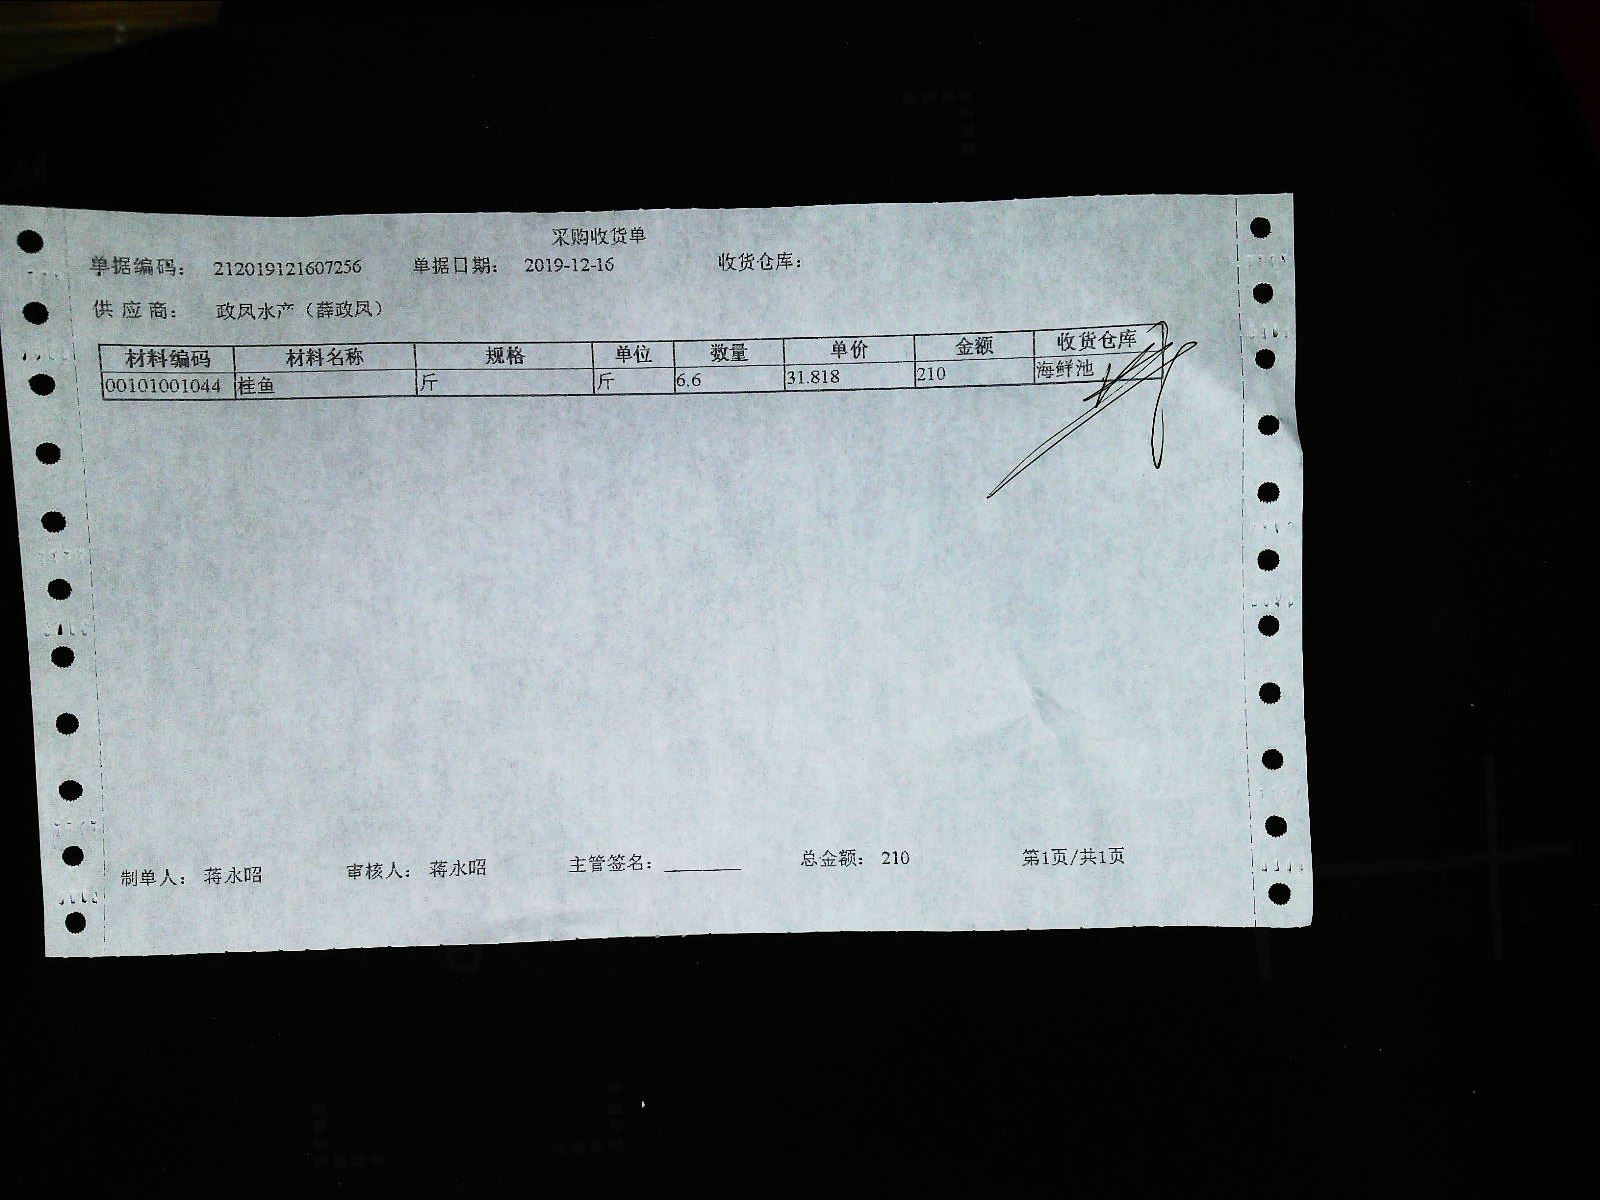 采购收货单
单据编码： 212019121607256 单据日期： 2019-12-16 收货仓库：
供应商： 政凤水产（薛政凤）
材料编码 材料名称 规格 单位 数量 单价 金额 收货仓库
00101001044 桂鱼 斤 斤 6.6 31.818 210 海鲜池
制单人： 蒋永昭 审核人： 蒋永昭 主管签名： 总金额： 210 第1页/共1页